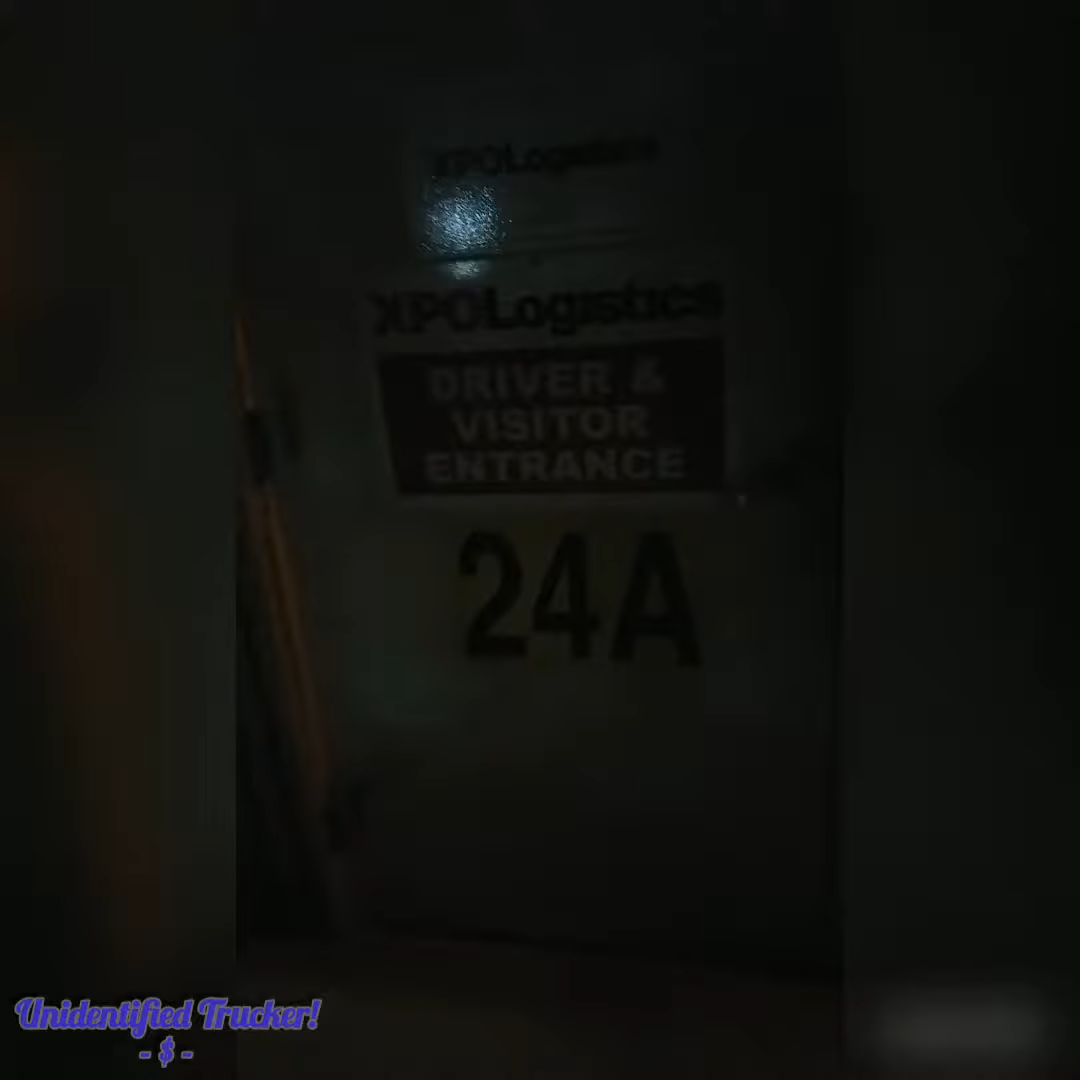 XPOLogistics
XPOLogistics
DRIVER &
VISITOR
ENTRANCE
24A
Unidentified Trucker!
- $ -